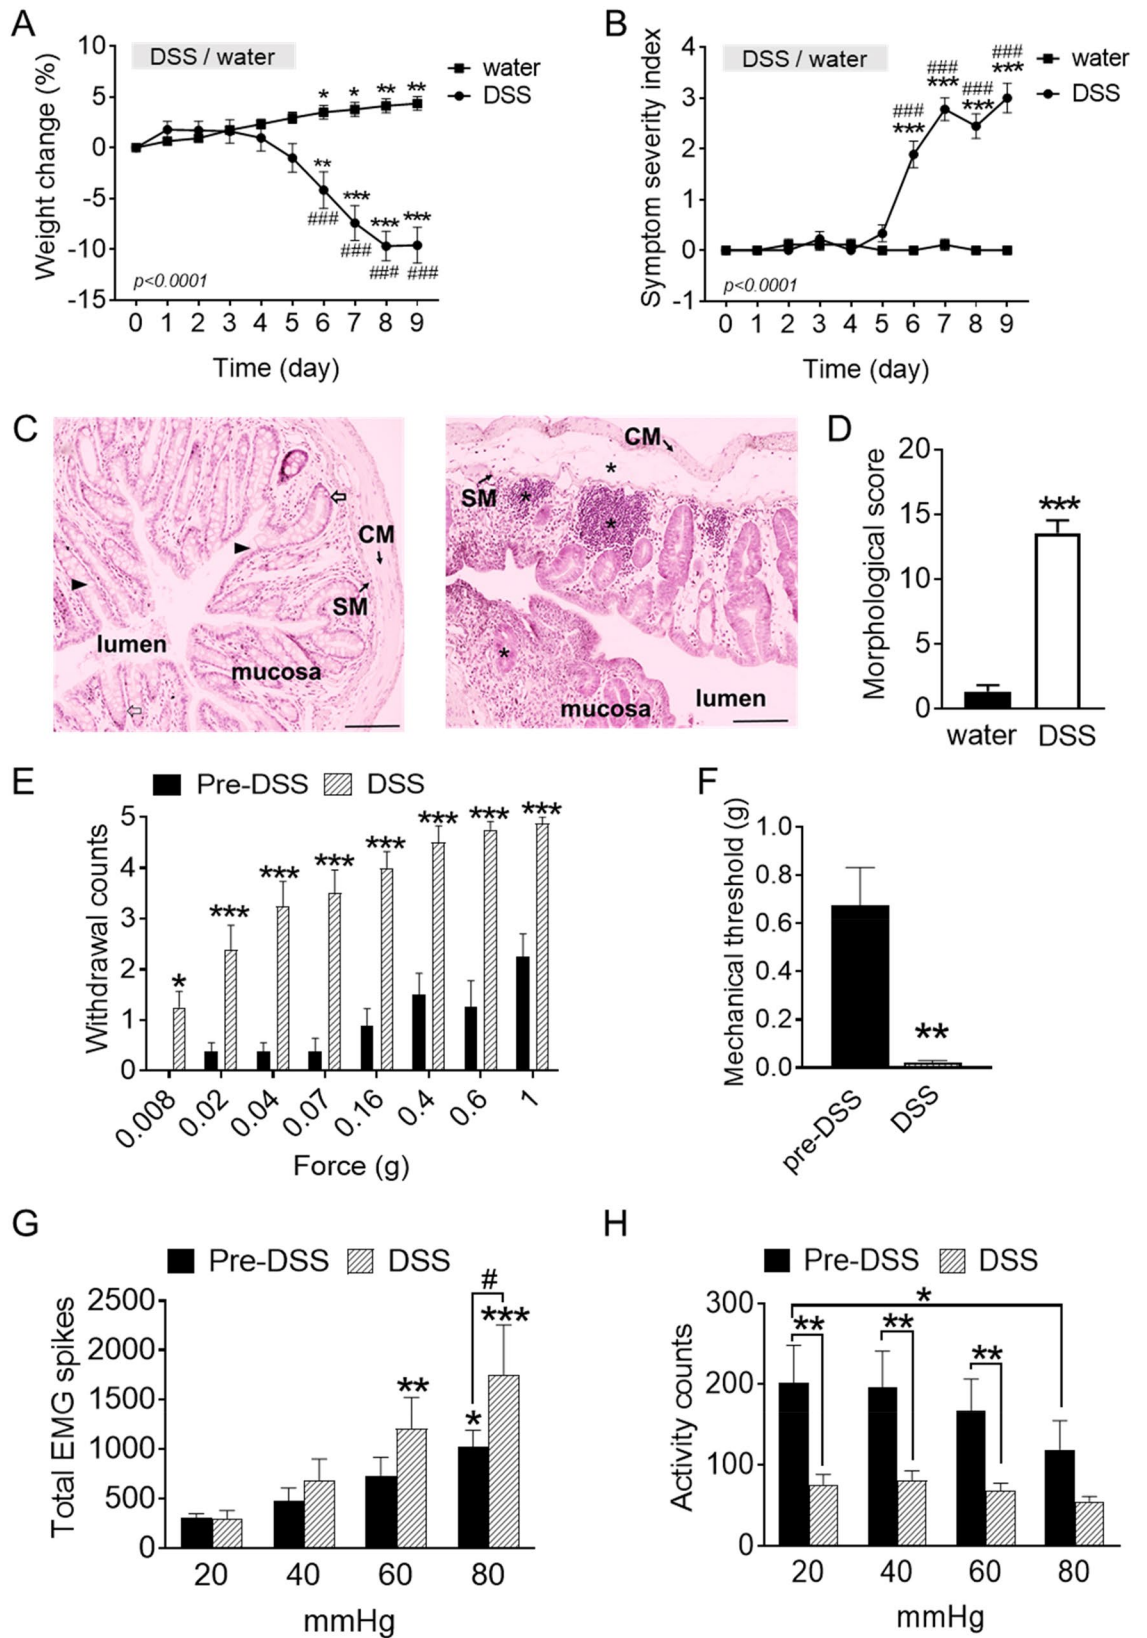 A
DSS / water
water
DSS
Weight change (%)
10
5
0
-5
-10
-15
* * ** **
** *** *** ***
### ### ### ###
p<0.0001
0 1 2 3 4 5 6 7 8 9
Time (day)
B
DSS / water
water
DSS
Symptom severity index
4
3
2
1
0
-1
### ### ### ###
*** *** *** ***
p<0.0001
0 1 2 3 4 5 6 7 8 9
Time (day)
C
CM
SM
lumen
mucosa
CM
*
SM
*
*
*
mucosa
lumen
D
Morphological score
20
15
10
5
0
***
water DSS
E
Pre-DSS DSS
Withdrawal counts
5
4
3
2
1
0
* *** *** *** *** *** *** ***
0.008 0.02 0.04 0.07 0.16 0.4 0.6 1
Force (g)
F
Mechanical threshold (g)
1.0
0.8
0.6
0.4
0.2
0.0
**
pre-DSS DSS
G
Pre-DSS DSS
Total EMG spikes
2500
2000
1500
1000
500
0
#
** * ***
20 40 60 80
mmHg
H
Pre-DSS DSS
Activity counts
300
200
100
0
*
** ** **
20 40 60 80
mmHg